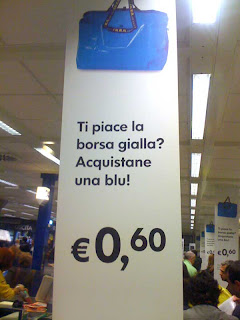 Ti piace la
borsa gialla?
Acquistane
una blu!
€0,60